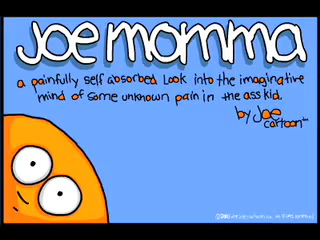 Joe momma
a painfully self absorbed look into the imaginative
mind of some unknown pain in the ass kid.
by Joe
cartoon™